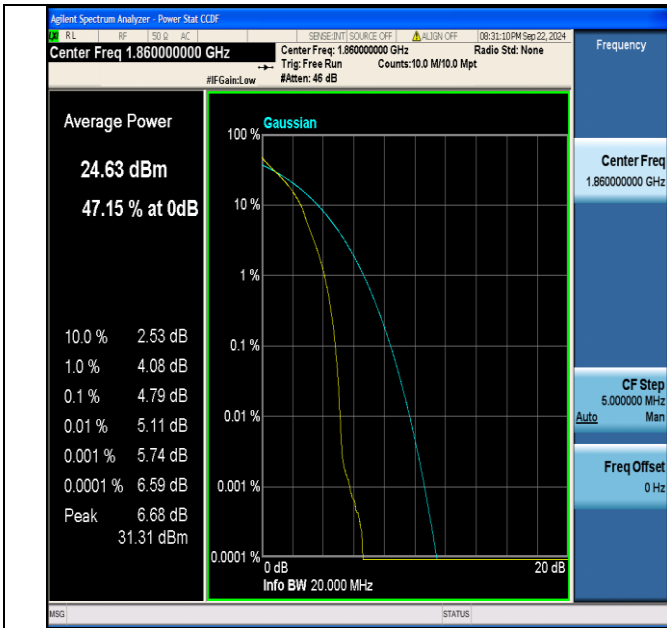 Agilent Spectrum Analyzer - Power Stat CCDF
RL RF 50 Ω AC SENSE:INT SOURCE OFF ALIGN OFF 08:31:10PM Sep 22, 2024
Center Freq 1.860000000 GHz
Center Freq: 1.860000000 GHz Radio Std: None
Trig: Free Run Counts:10.0 M/10.0 Mpt
#IFGain:Low #Atten: 46 dB
Frequency
Center Freq
1.860000000 GHz
CF Step
5.000000 MHz
Auto Man
Freq Offset
0 Hz
Average Power
24.63 dBm
47.15 % at 0dB
10.0 % 2.53 dB
1.0 % 4.08 dB
0.1 % 4.79 dB
0.01 % 5.11 dB
0.001 % 5.74 dB
0.0001 % 6.59 dB
Peak 6.68 dB
31.31 dBm
Gaussian
100 %
10 %
1 %
0.1 %
0.01 %
0.001 %
0.0001 %
0 dB 20 dB
Info BW 20.000 MHz
MSG STATUS